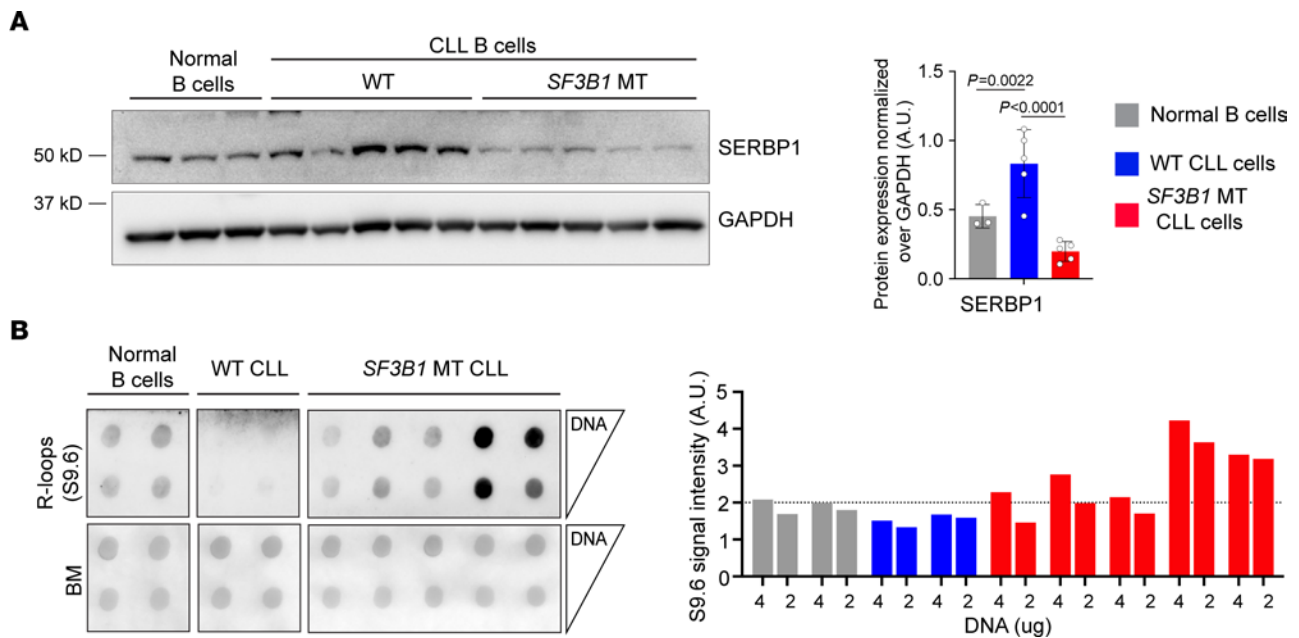 A
CLL B cells
Normal
B cells
WT
SF3B1 MT
50 kD
SERBP1
37 kD
GAPDH
Protein expression normalized
over GAPDH (A.U.)
1.5
1.0
0.5
0.0
P=0.0022
P<0.0001
SERBP1
Normal B cells
WT CLL cells
SF3B1 MT
CLL cells
B
Normal
B cells
WT CLL
SF3B1 MT CLL
R-loops
(S9.6)
DNA
BM
DNA
S9.6 signal intensity (A.U.)
5
4
3
2
1
0
4 2 4 2 4 2 4 2 4 2 4 2 4 2 4 2 4 2
DNA (ug)